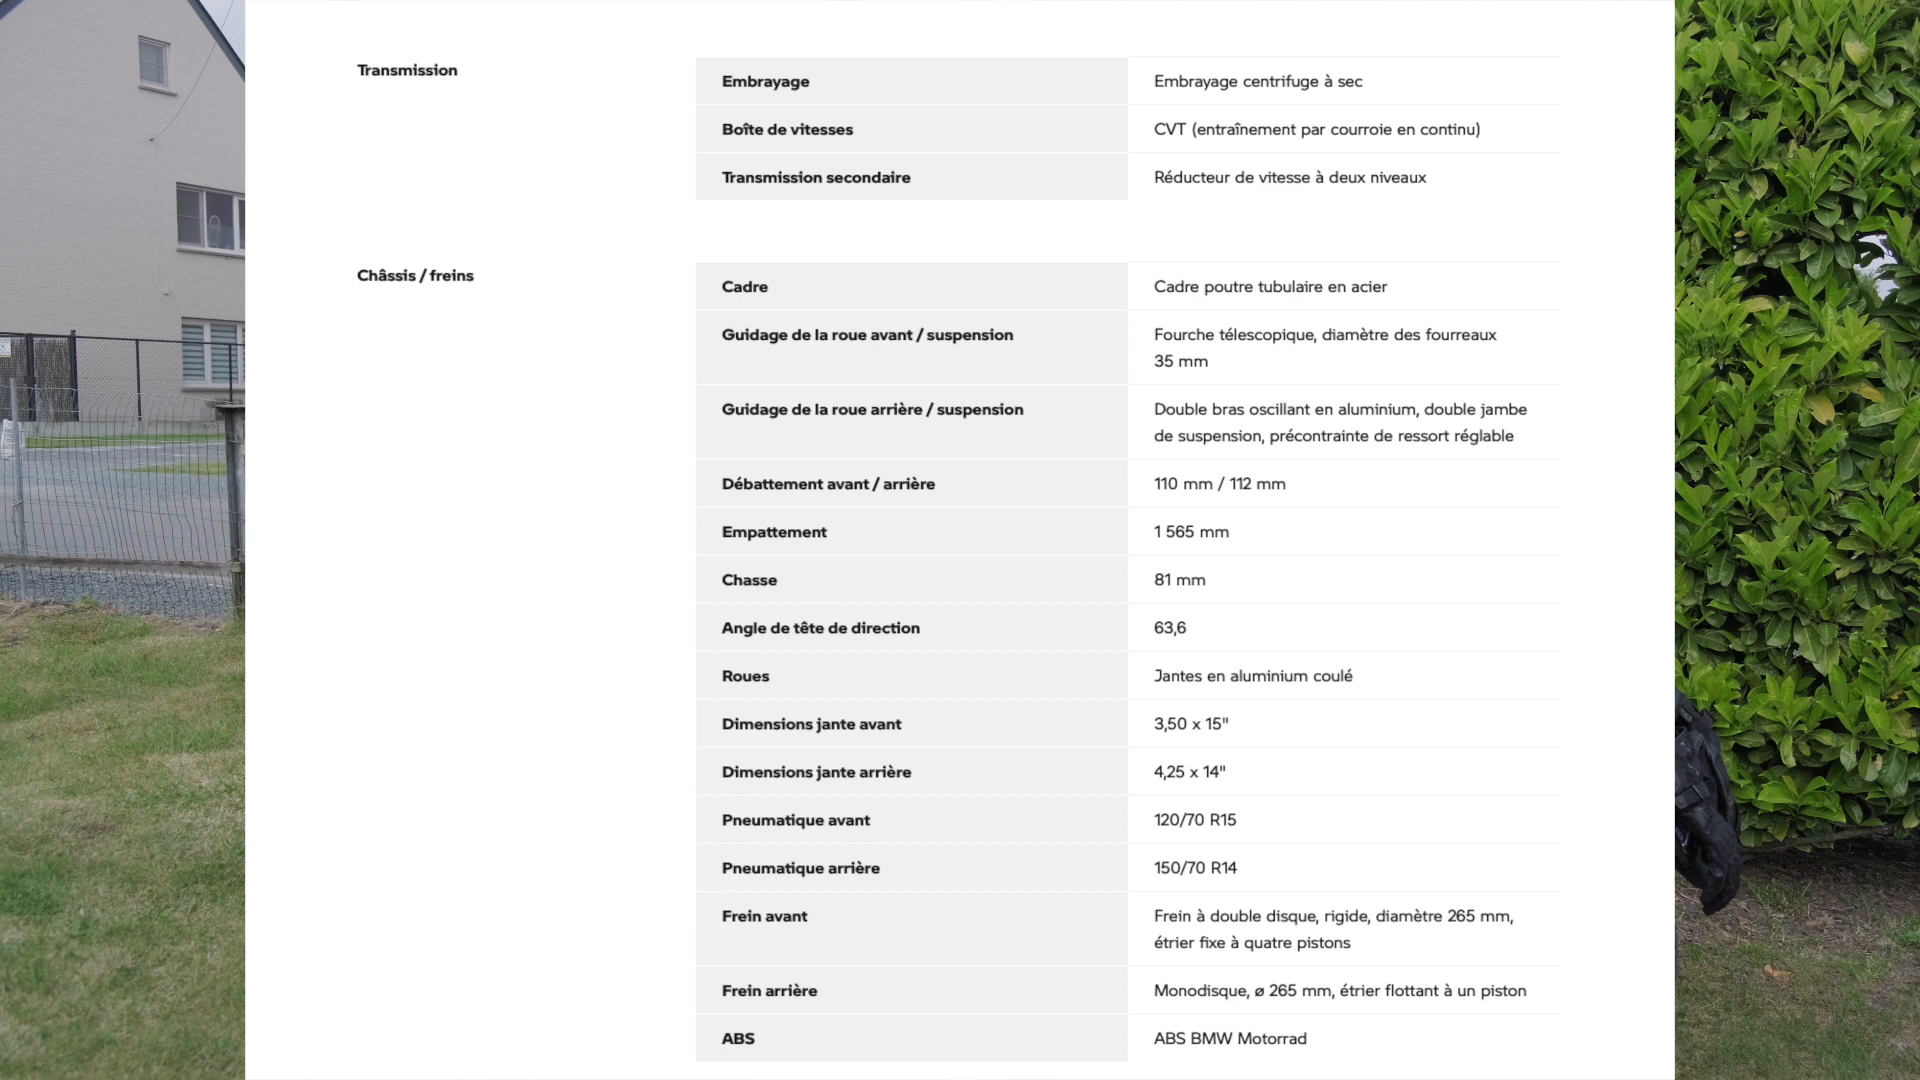 Transmission
Embrayage
Embrayage centrifuge à sec
Boîte de vitesses
CVT (entraînement par courroie en continu)
Transmission secondaire
Réducteur de vitesse à deux niveaux
Châssis / freins
Cadre
Cadre poutre tubulaire en acier
Guidage de la roue avant / suspension
Fourche télescopique, diamètre des fourreaux
35 mm
Guidage de la roue arrière / suspension
Double bras oscillant en aluminium, double jambe
de suspension, précontrainte de ressort réglable
Débattement avant / arrière
110 mm / 112 mm
Empattement
1 565 mm
Chasse
81 mm
Angle de tête de direction
63,6
Roues
Jantes en aluminium coulé
Dimensions jante avant
3,50 x 15"
Dimensions jante arrière
4,25 x 14"
Pneumatique avant
120/70 R15
Pneumatique arrière
150/70 R14
Frein avant
Frein à double disque, rigide, diamètre 265 mm,
étrier fixe à quatre pistons
Frein arrière
Monodisque, ø 265 mm, étrier flottant à un piston
ABS
ABS BMW Motorrad